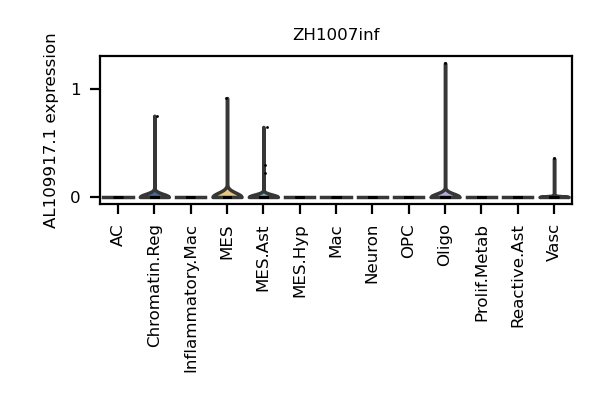 ZH1007inf
AL109917.1 expression
1
0
AC
Chromatin.Reg
Inflammatory.Mac
MES
MES.Ast
MES.Hyp
Mac
Neuron
OPC
Oligo
Prolif.Metab
Reactive.Ast
Vasc